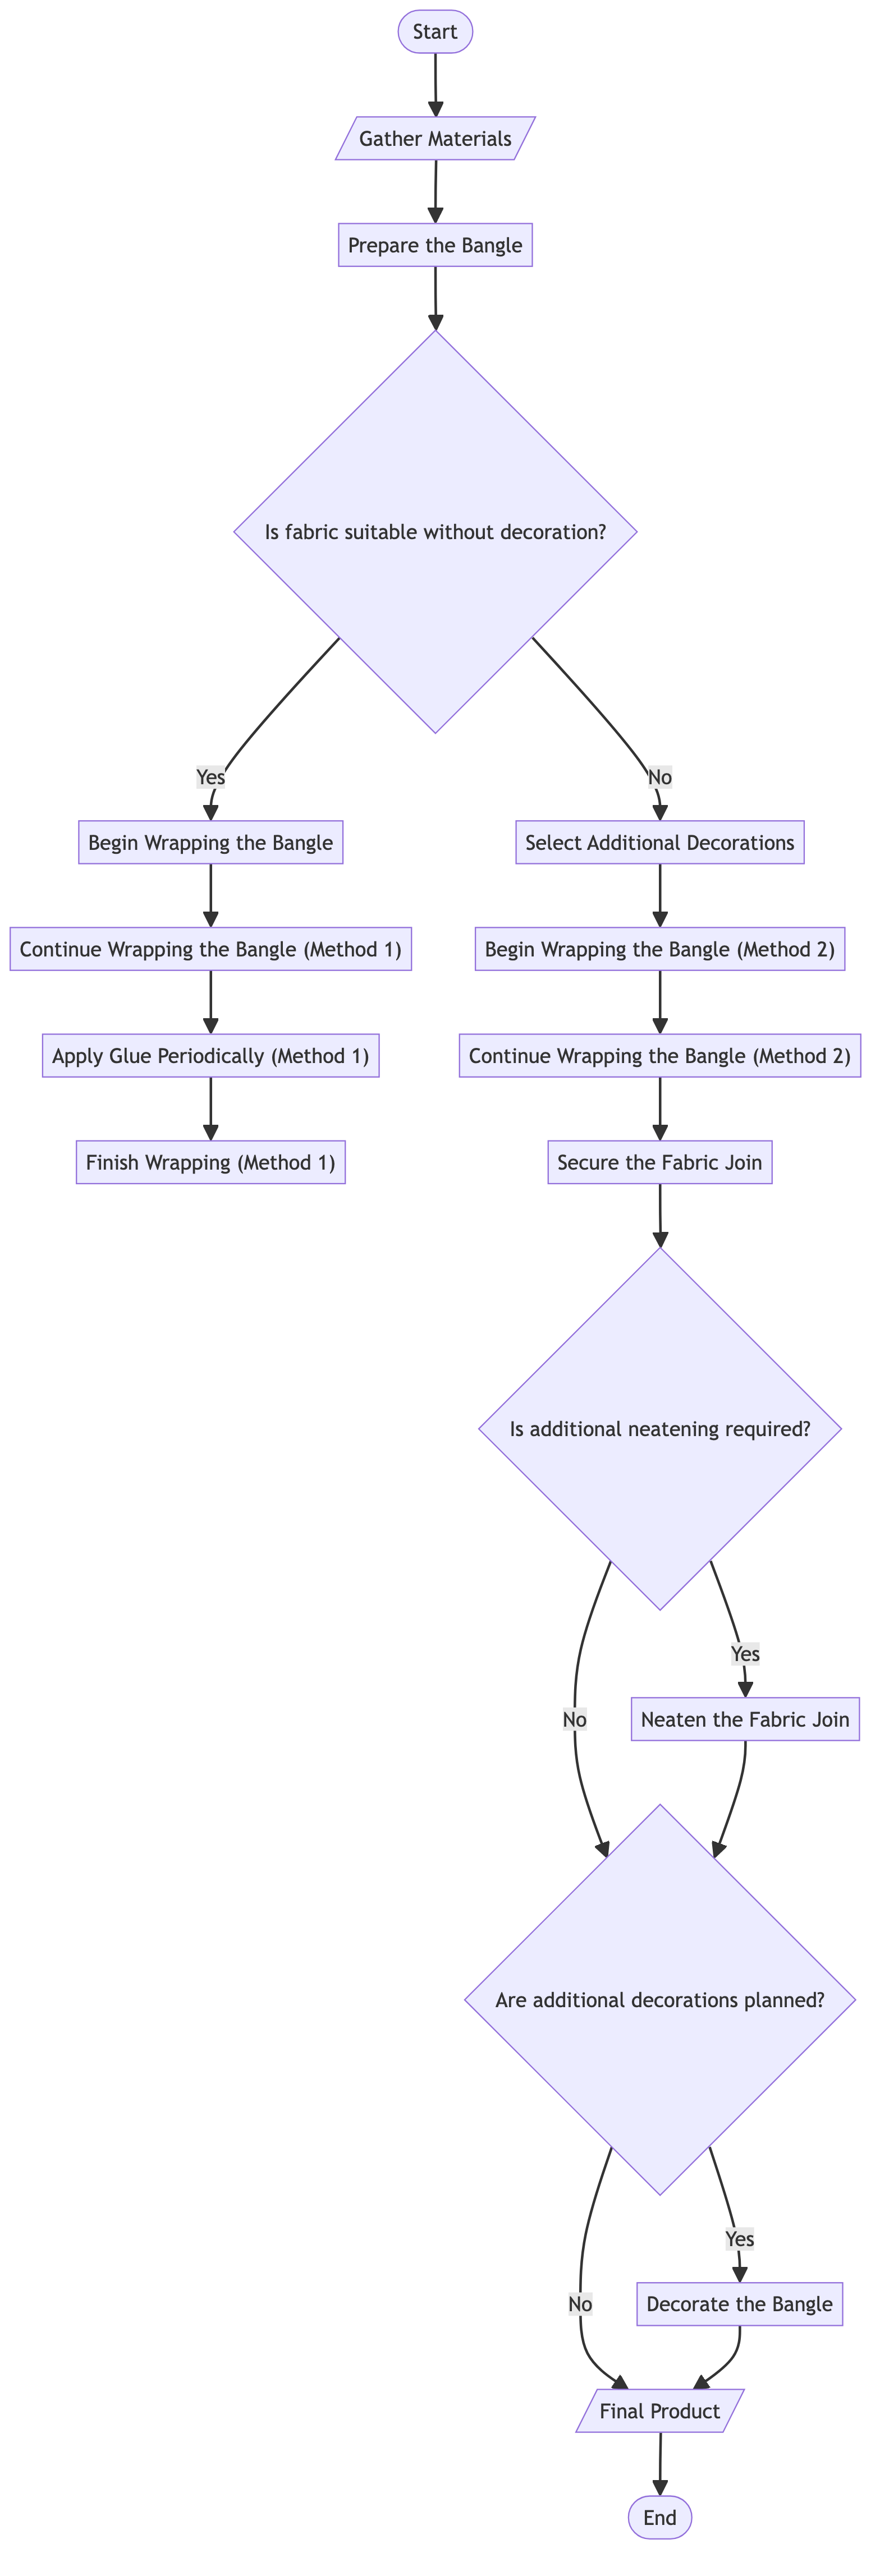 Start
Gather Materials
Prepare the Bangle
Is fabric suitable without decoration?
Yes
No
Begin Wrapping the Bangle
Select Additional Decorations
Continue Wrapping the Bangle (Method 1)
Begin Wrapping the Bangle (Method 2)
Apply Glue Periodically (Method 1)
Continue Wrapping the Bangle (Method 2)
Finish Wrapping (Method 1)
Secure the Fabric Join
Is additional neatening required?
Yes
No
Neaten the Fabric Join
Are additional decorations planned?
Yes
No
Decorate the Bangle
Final Product
End